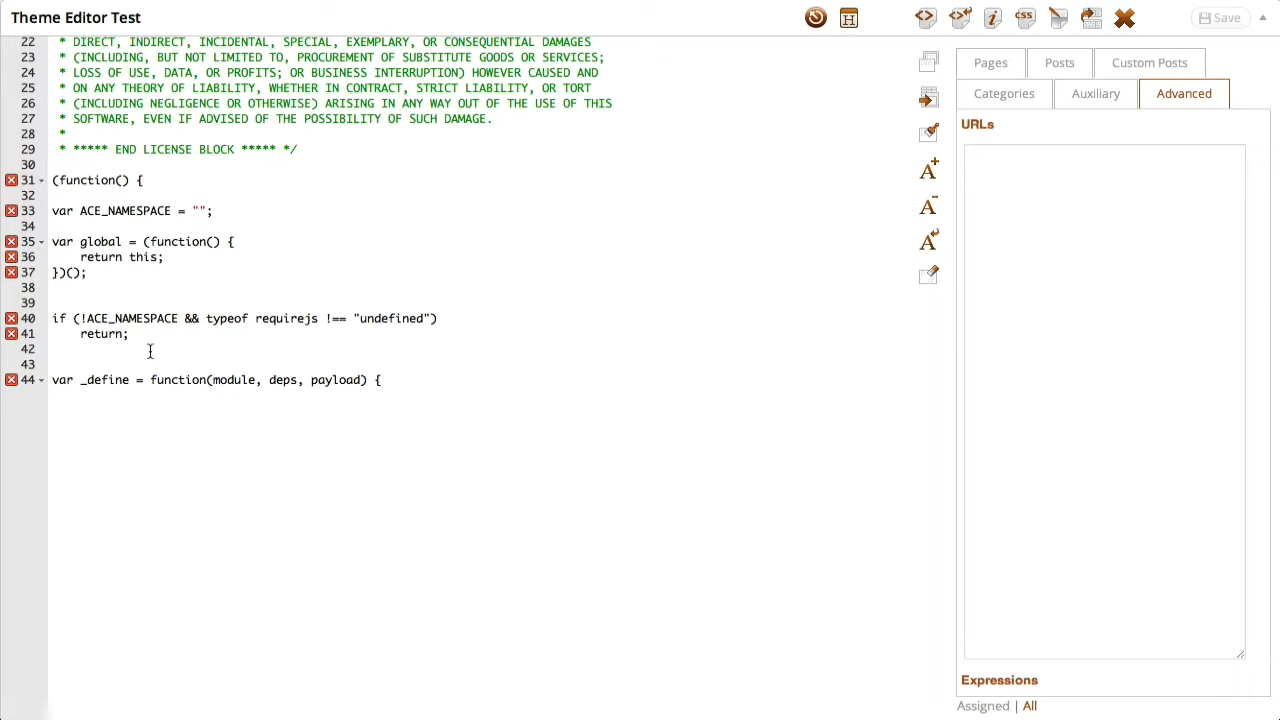 Theme Editor Test
H
css
Save
22 * DIRECT, INDIRECT, INCIDENTAL, SPECIAL, EXEMPLARY, OR CONSEQUENTIAL DAMAGES
23 * (INCLUDING, BUT NOT LIMITED TO, PROCUREMENT OF SUBSTITUTE GOODS OR SERVICES;
24 * LOSS OF USE, DATA, OR PROFITS; OR BUSINESS INTERRUPTION) HOWEVER CAUSED AND
25 * ON ANY THEORY OF LIABILITY, WHETHER IN CONTRACT, STRICT LIABILITY, OR TORT
26 * (INCLUDING NEGLIGENCE OR OTHERWISE) ARISING IN ANY WAY OUT OF THE USE OF THIS
27 * SOFTWARE, EVEN IF ADVISED OF THE POSSIBILITY OF SUCH DAMAGE.
28 *
29 * ***** END LICENSE BLOCK ***** */
30
31 (function() {
32
33 var ACE_NAMESPACE = "";
34
35 var global = (function() {
36 return this;
37 })();
38
39
40 if (!ACE_NAMESPACE && typeof requirejs !== "undefined")
41 return;
42
43
44 var _define = function(module, deps, payload) {
A+
A-
A
Pages
Posts
Custom Posts
Categories
Auxiliary
Advanced
URLs
Expressions
Assigned | All